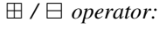 ⊞ / ⊟ operator: